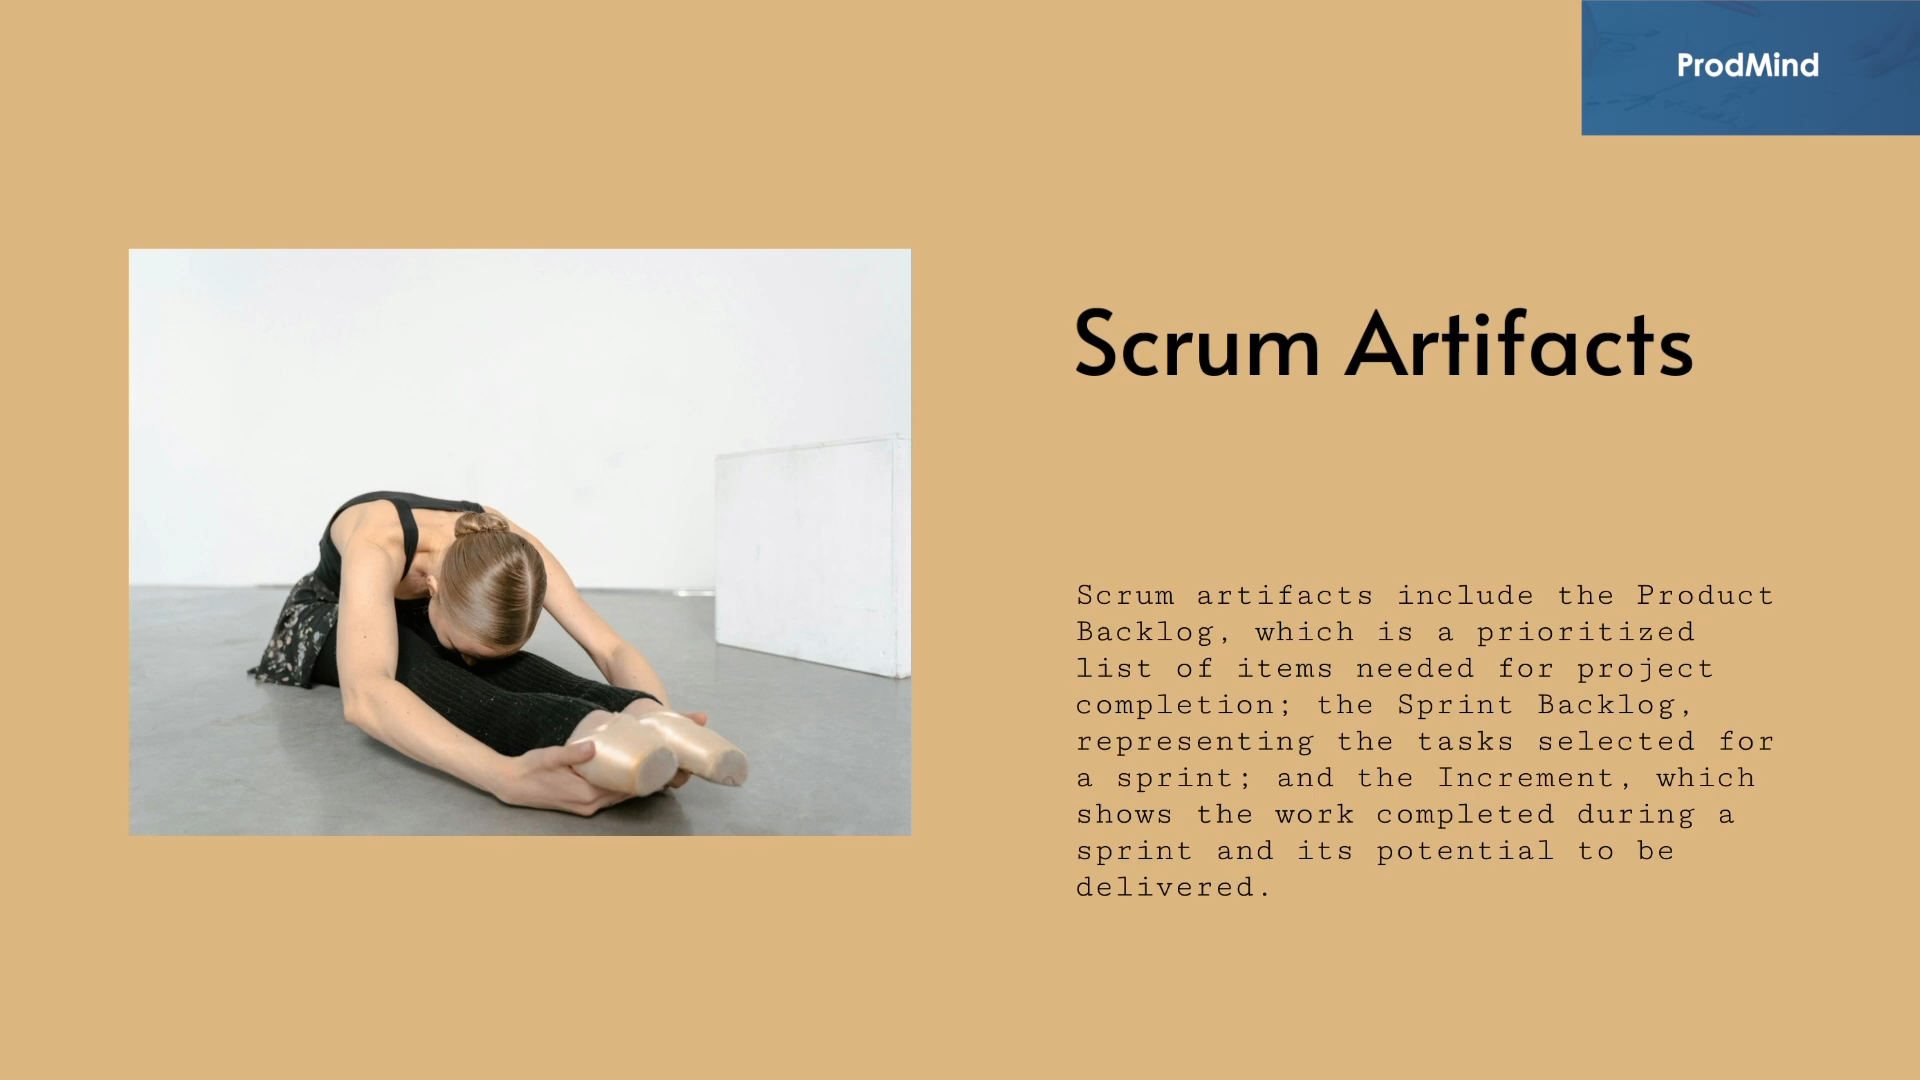 ProdMind
Scrum Artifacts
Scrum artifacts include the Product
Backlog, which is a prioritized
list of items needed for project
completion; the Sprint Backlog,
representing the tasks selected for
a sprint; and the Increment, which
shows the work completed during a
sprint and its potential to be
delivered.